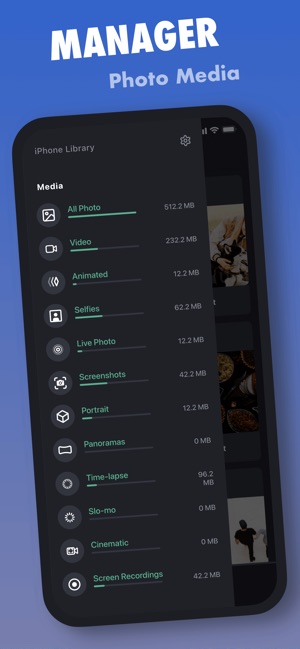 MANAGER
Photo Media
iPhone Library
Media
All Photo 512.2 MB
Video 232.2 MB
Animated 12.2 MB
Selfies 62.2 MB
Live Photo 12.2 MB
Screenshots 42.2 MB
Portrait 12.2 MB
Panoramas 0 MB
Time-lapse 96.2
MB
Slo-mo 0 MB
Cinematic 0 MB
Screen Recordings 42.2 MB